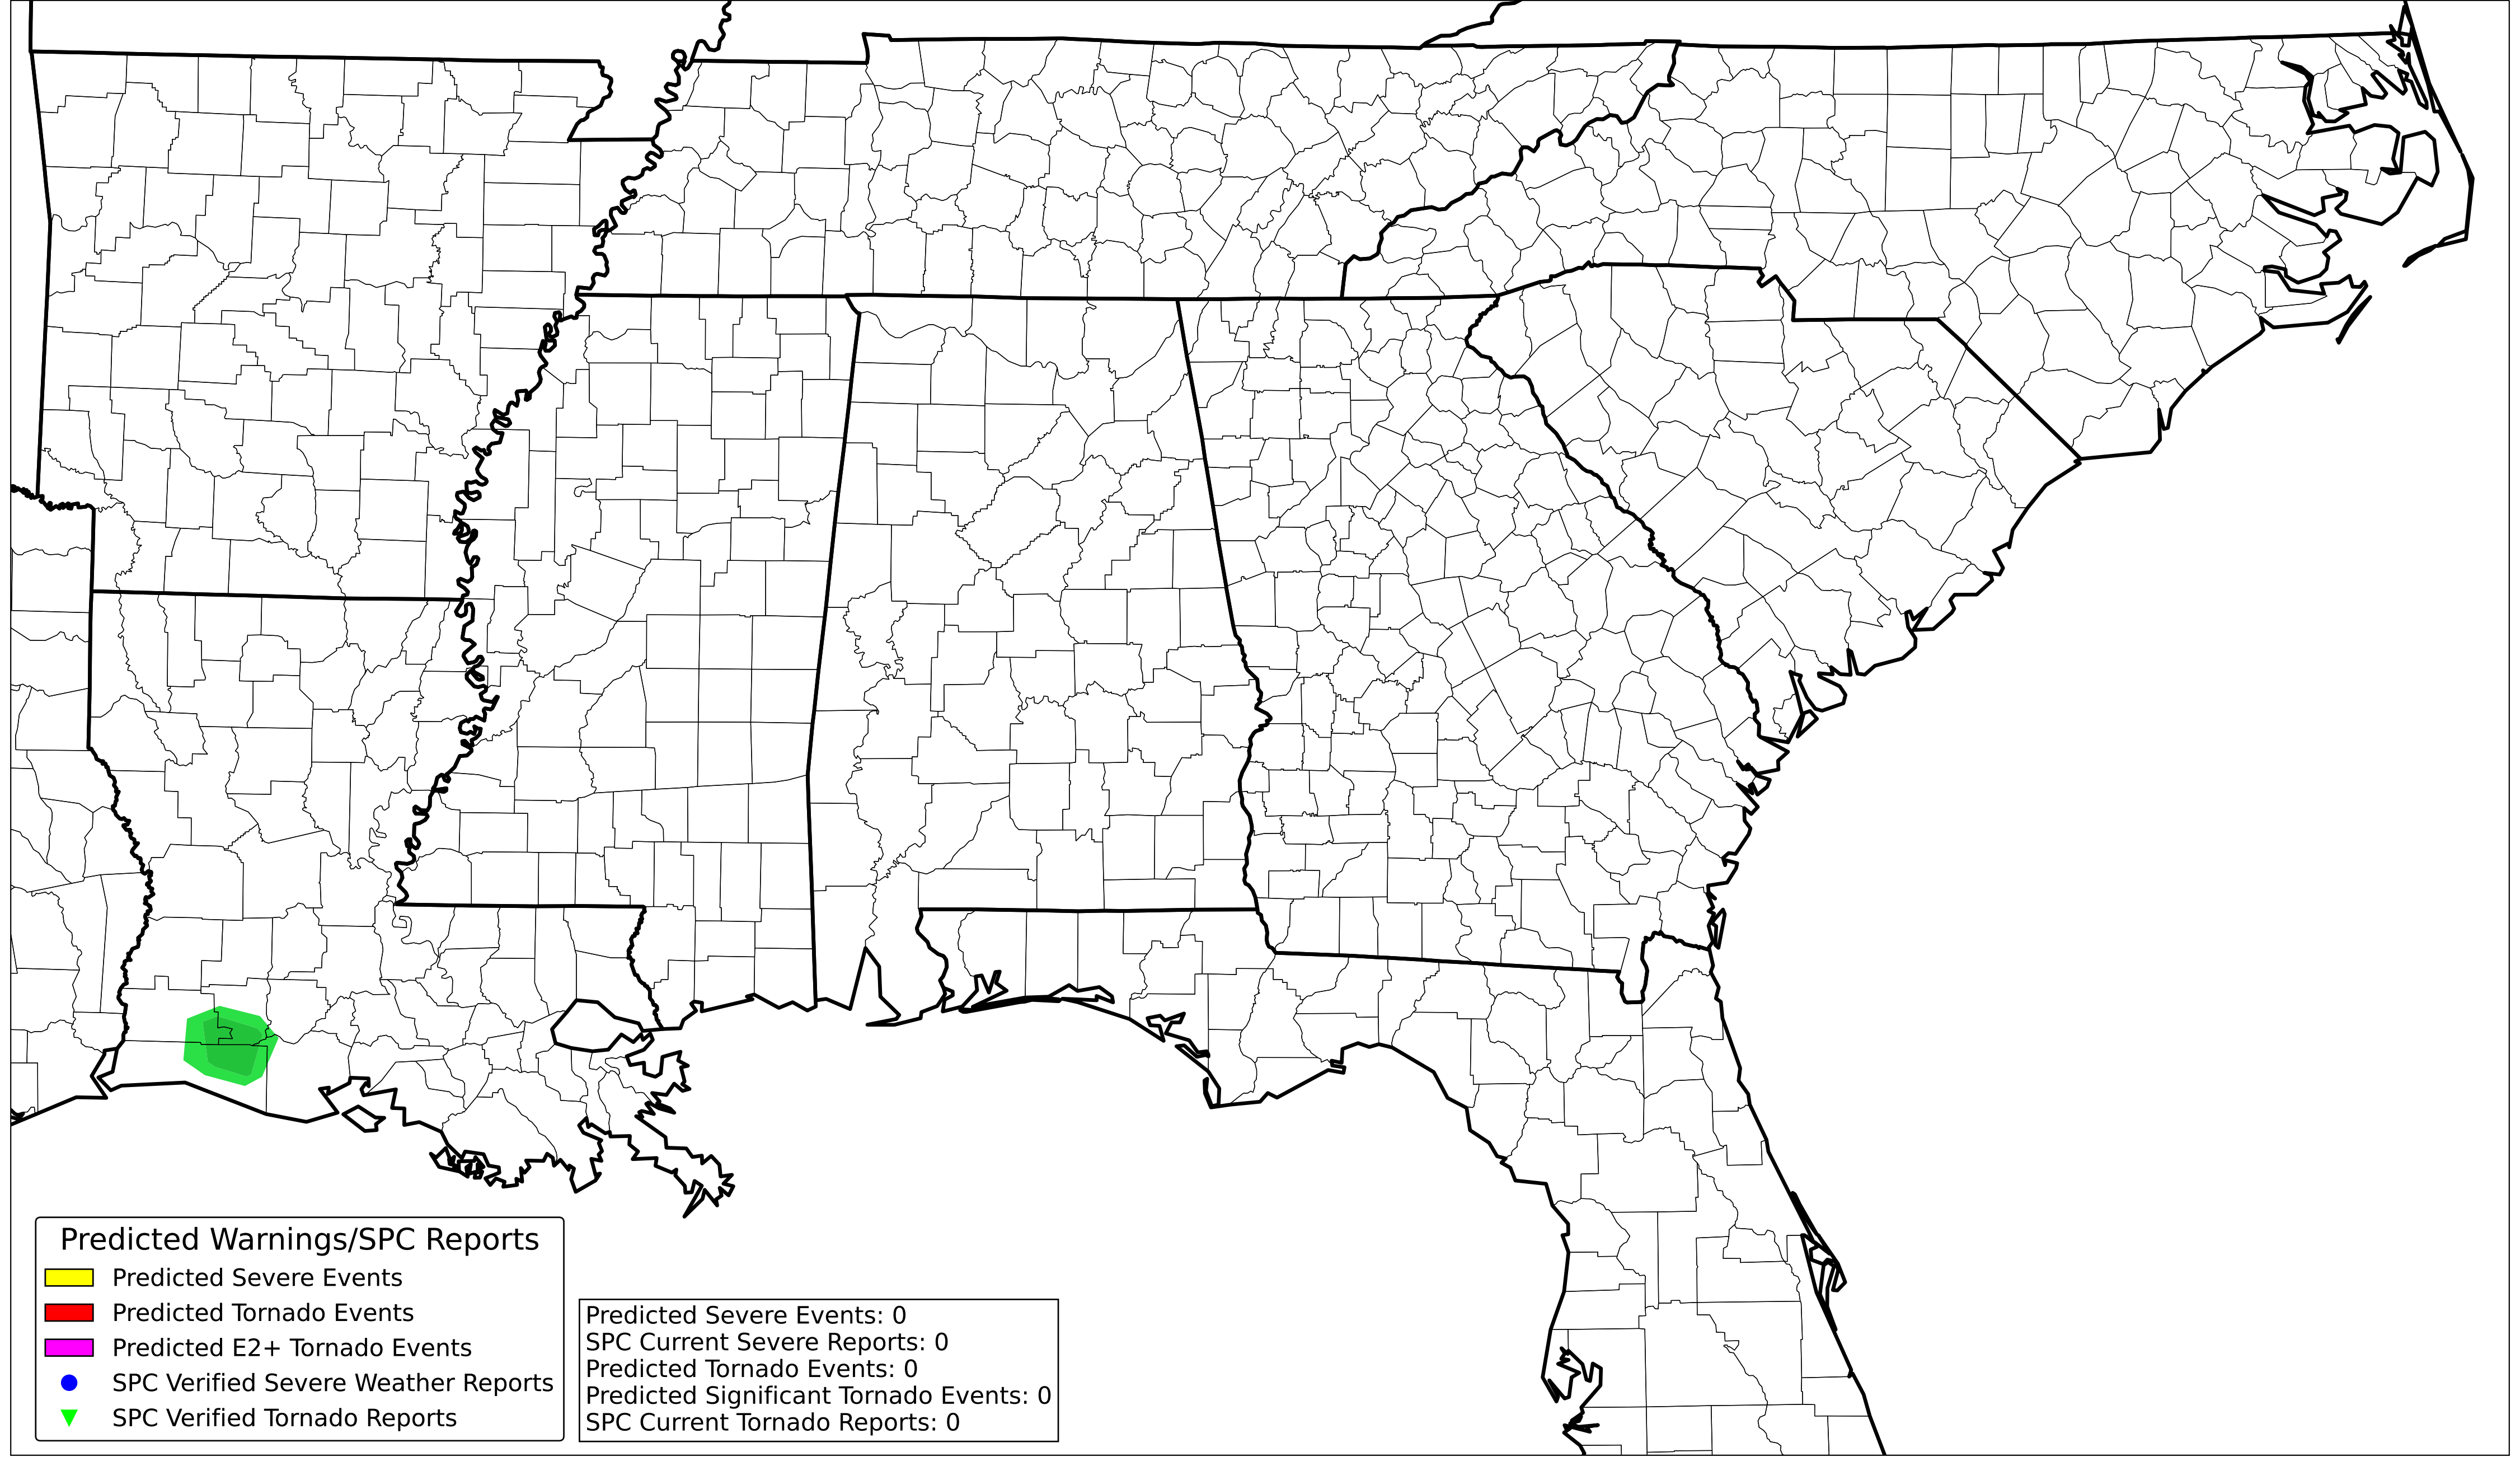 Predicted Warnings/SPC Reports
Predicted Severe Events
Predicted Tornado Events
Predicted E2+ Tornado Events
SPC Verified Severe Weather Reports
SPC Verified Tornado Reports
Predicted Severe Events: 0
SPC Current Severe Reports: 0
Predicted Tornado Events: 0
Predicted Significant Tornado Events: 0
SPC Current Tornado Reports: 0